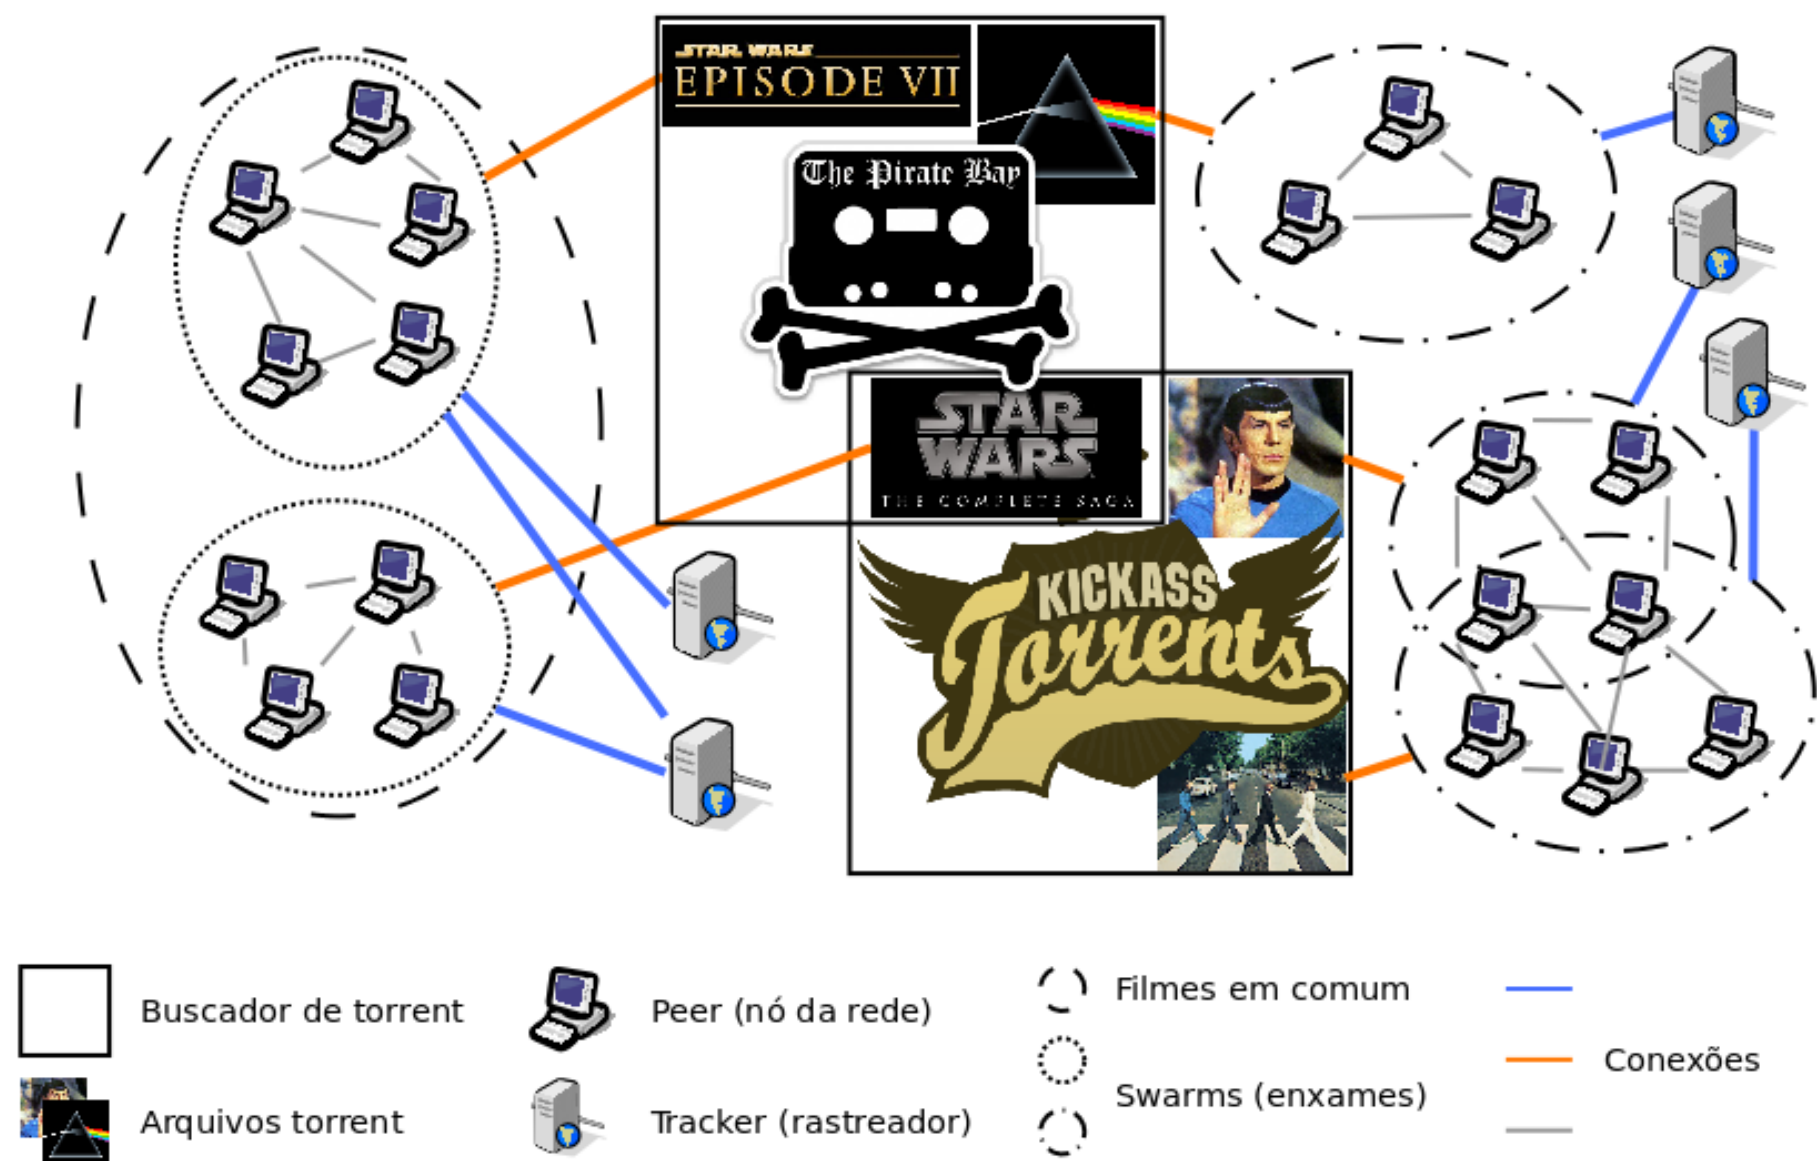 STAR WARS
EPISODE VII
The Pirate Bay
STAR
WARS
THE COMPLETE SAGA
KICKASS
Torrents
Buscador de torrent
Peer (nó da rede)
Filmes em comum
Conexões
Arquivos torrent
Tracker (rastreador)
Swarms (enxames)